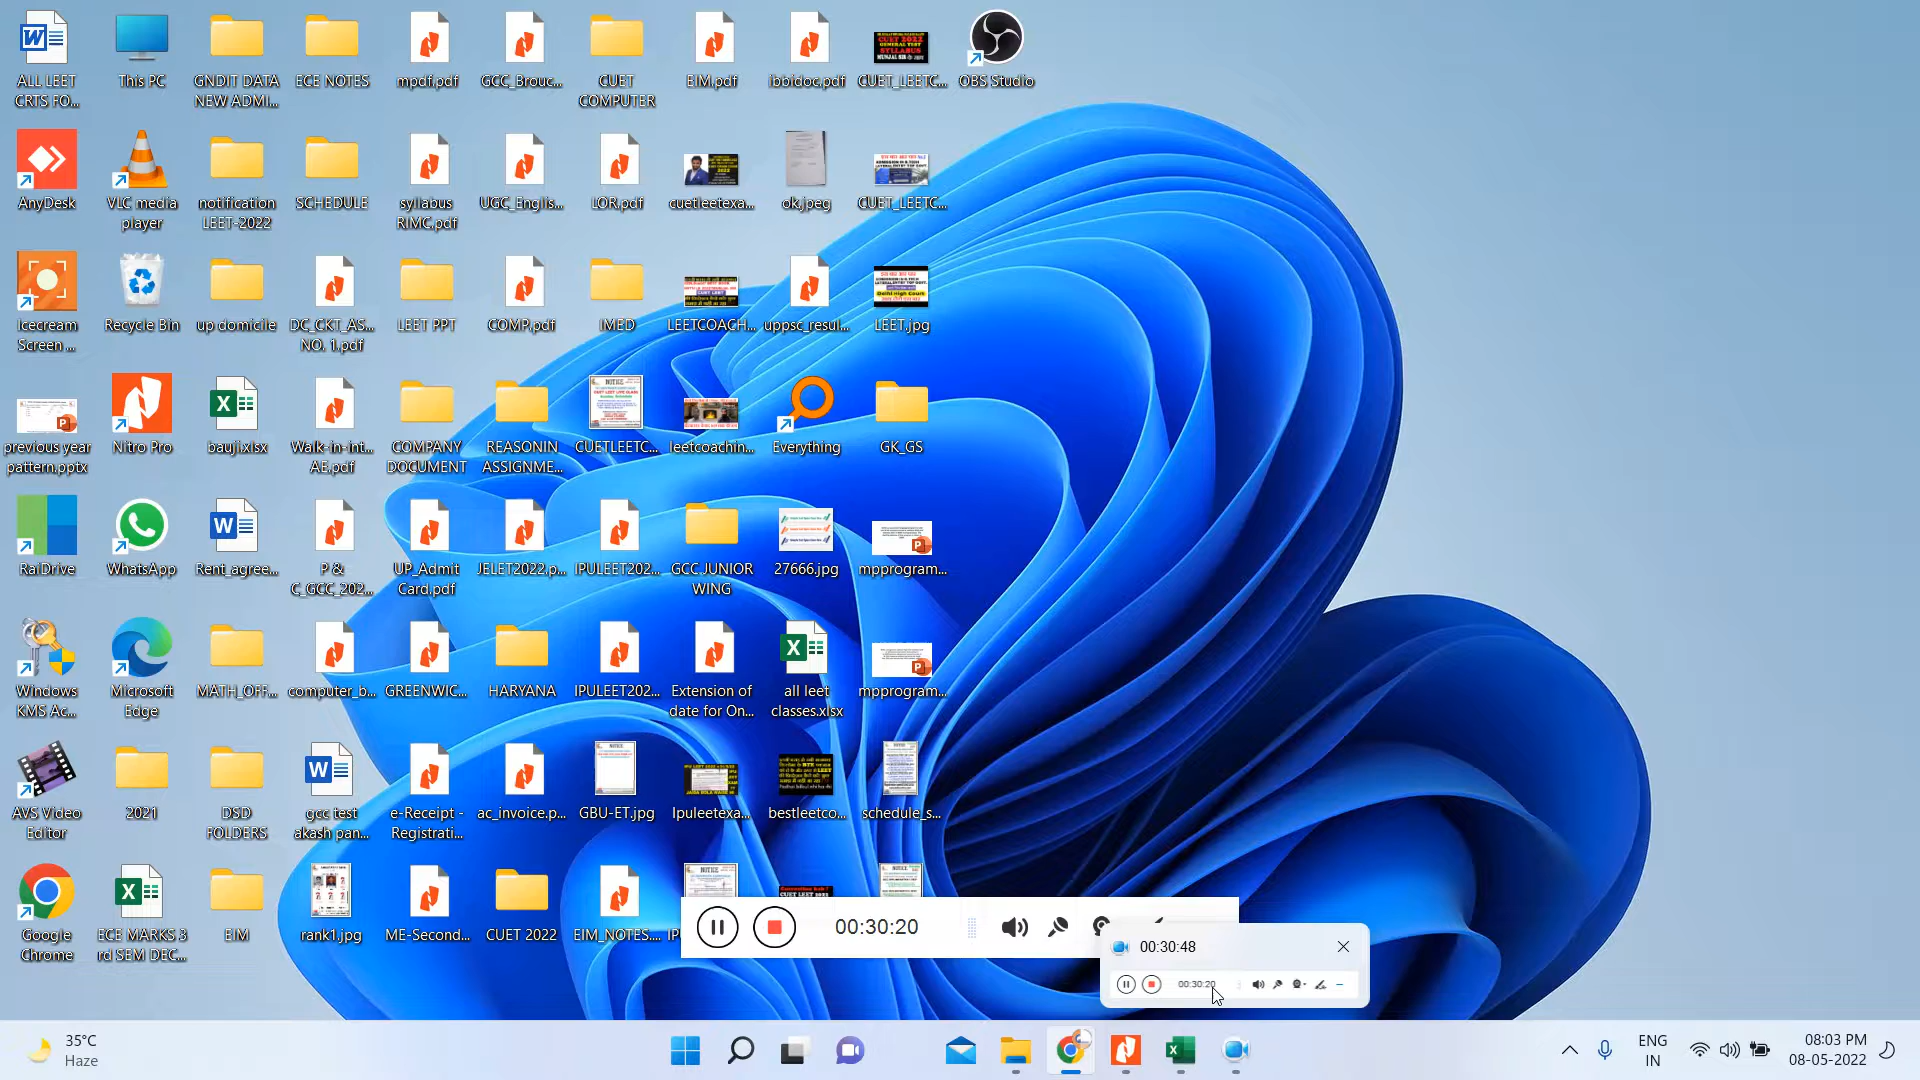 ALL LEET
CRTS FO...
This PC
GNDIT DATA
NEW ADMI...
ECE NOTES
mpdf.pdf
GCC_Brouc...
CUET
COMPUTER
EIM.pdf
ibbidoc.pdf
CUET_LEETC...
OBS Studio
AnyDesk
VLC media
player
notification
LEET-2022
SCHEDULE
syllabus
RIMC.pdf
UGC_Englis...
LOR.pdf
cuetleetexa...
ok.jpeg
CUET_LEETC...
Icecream
Screen ...
Recycle Bin
up domicile
DC_CKT_AS...
NO. 1.pdf
LEET PPT
COMP.pdf
IMED
LEETCOACH...
uppsc_resul...
LEET.jpg
previous year
pattern.pptx
Nitro Pro
bauji.xlsx
Walk-in-int...
AE.pdf
COMPANY
DOCUMENT
REASONIN
ASSIGNME...
CUETLEETC...
leetcoachin...
Everything
GK_GS
RaiDrive
WhatsApp
Rent_agree...
P &
C_GCC_202...
UP_Admit
Card.pdf
JELET2022.p...
IPULEET202...
GCC JUNIOR
WING
27666.jpg
mpprogram...
Windows
KMS Ac...
Microsoft
Edge
MATH_OFF...
computer_b...
GREENWIC...
HARYANA
IPULEET202...
Extension of
date for On...
all leet
classes.xlsx
mpprogram...
AVS Video
Editor
2021
DSD
FOLDERS
gcc test
akash pan...
e-Receipt -
Registrati...
ac_invoice.p...
GBU-ET.jpg
Ipuleetexa...
bestleetco...
schedule_s...
Google
Chrome
ECE MARKS 3
rd SEM DEC...
EIM
rank1.jpg
ME-Second...
CUET 2022
EIM_NOTES....
00:30:20
00:30:48
00:30:20
35°C
Haze
ENG
IN
08:03 PM
08-05-2022